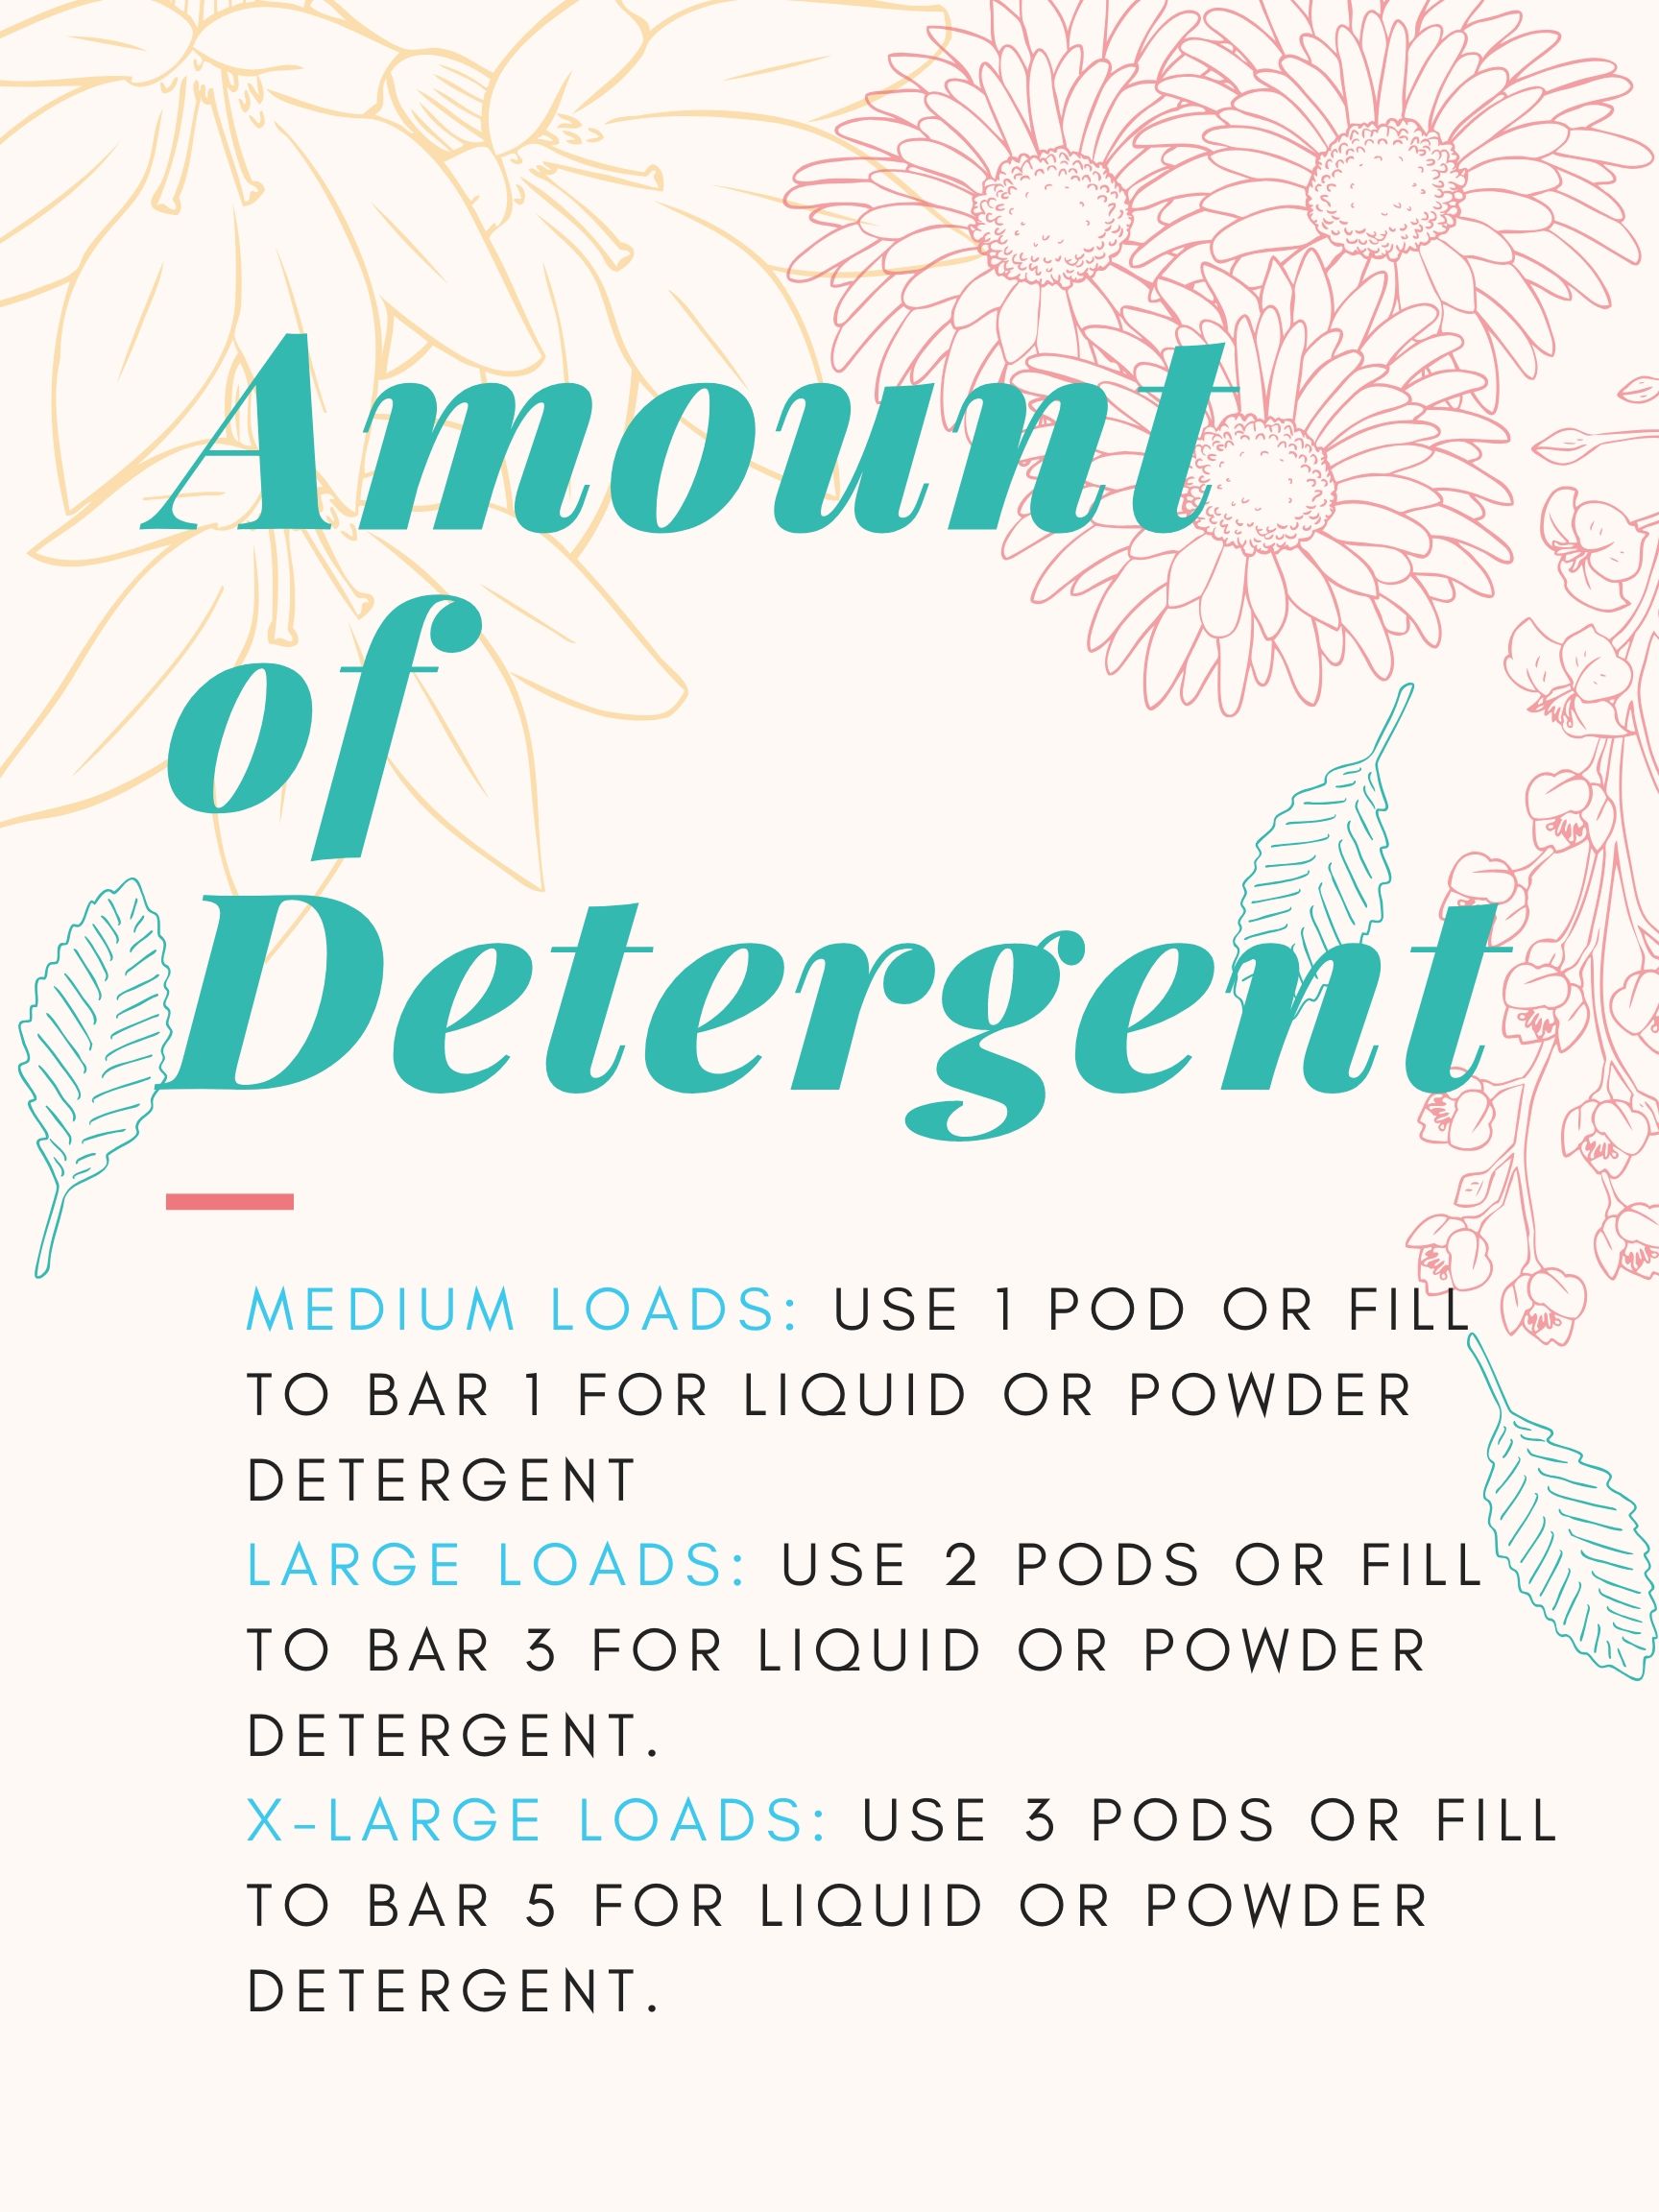 Amount
of
Detergent
MEDIUM LOADS: USE 1 POD OR FILL
TO BAR 1 FOR LIQUID OR POWDER
DETERGENT
LARGE LOADS: USE 2 PODS OR FILL
TO BAR 3 FOR LIQUID OR POWDER
DETERGENT.
X-LARGE LOADS: USE 3 PODS OR FILL
TO BAR 5 FOR LIQUID OR POWDER
DETERGENT.